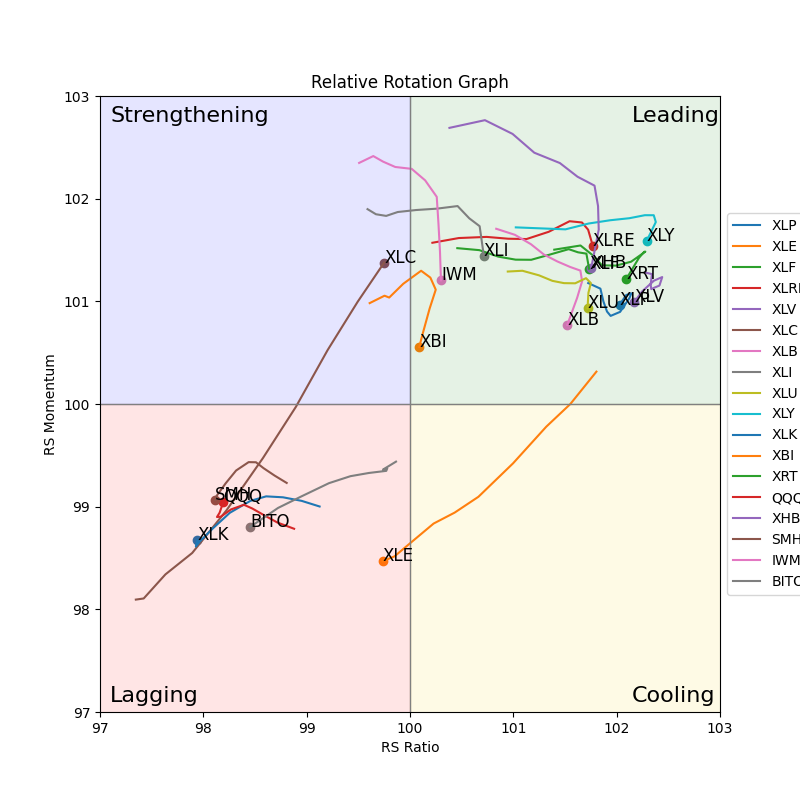 Relative Rotation Graph
103
Strengthening
Leading
102
XLY
XLRE
XLI
XLC
XHB
IWM
XRT
101
XLV
XLU
XLP
XLB
XBI
RS Momentum
100
99
SMH
QQQ
BITO
XLK
XLE
98
Lagging
Cooling
97
97
98
99
100
101
102
103
RS Ratio
XLP
XLE
XLF
XLRE
XLV
XLC
XLB
XLI
XLU
XLY
XLK
XBI
XRT
QQQ
XHB
SMH
IWM
BITO